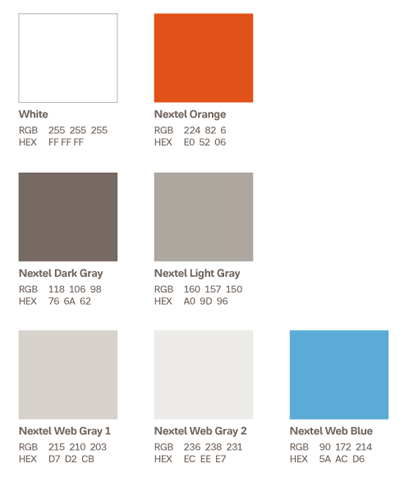 White
RGB 255 255 255
HEX FF FF FF
Nextel Orange
RGB 224 82 6
HEX E0 52 06
Nextel Dark Gray
RGB 118 106 98
HEX 76 6A 62
Nextel Light Gray
RGB 160 157 150
HEX A0 9D 96
Nextel Web Gray 1
RGB 215 210 203
HEX D7 D2 CB
Nextel Web Gray 2
RGB 236 238 231
HEX EC EE E7
Nextel Web Blue
RGB 90 172 214
HEX 5A AC D6